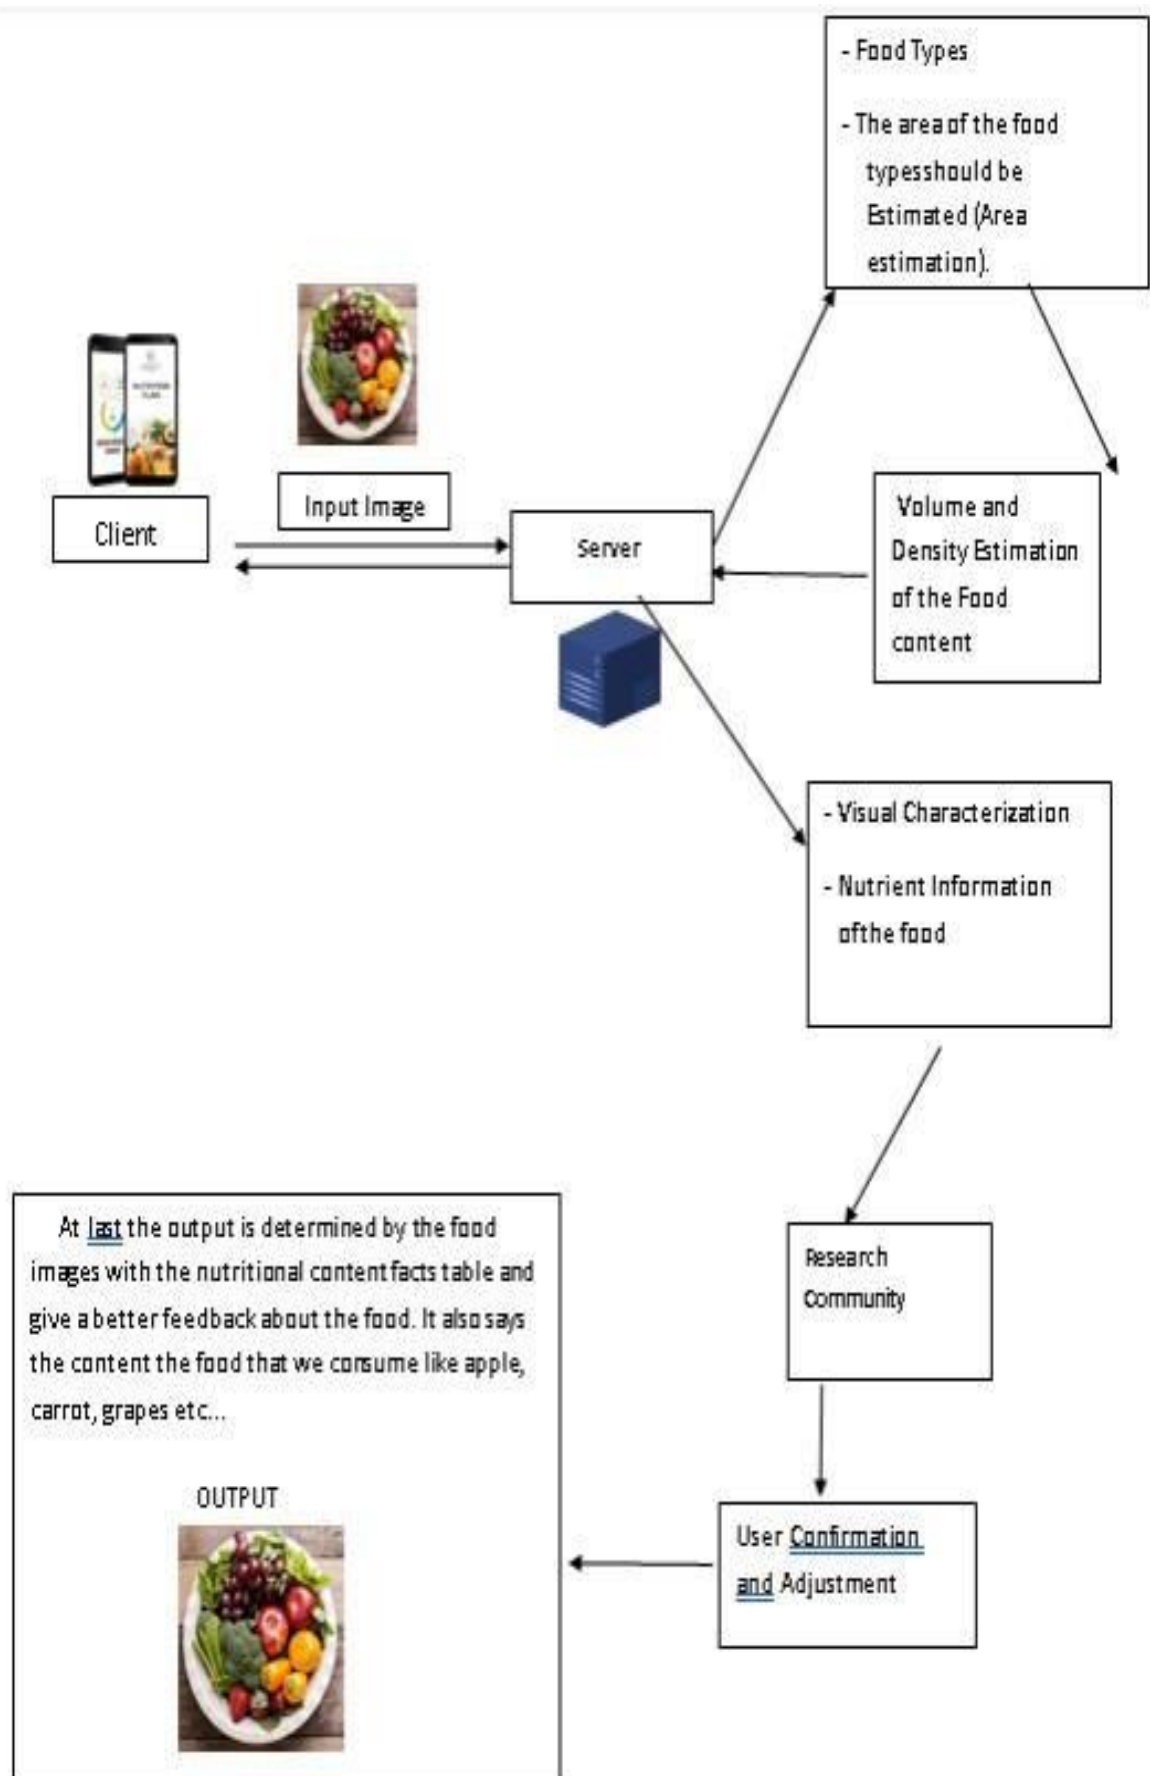 - Food Types
- The area of the food
typesshould be
Estimated (Area
estimation).
Input Image
Client
Server
Volume and
Density Estimation
of the Food
content
- Visual Characterization
- Nutrient Information
ofthe food
Research
Community
User Confirmation
and Adjustment
At last the output is determined by the food
images with the nutritional content facts table and
give a better feedback about the food. It also says
the content the food that we consume like apple,
carrot, grapes etc...
OUTPUT